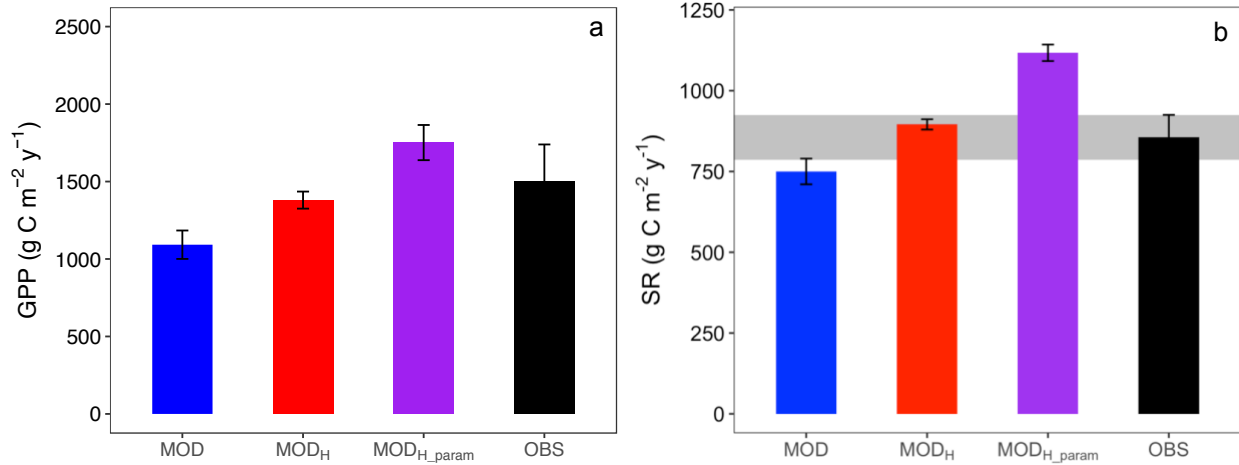 a
GPP (g C m⁻² y⁻¹)
2500
2000
1500
1000
500
0
MOD MOD_H MOD_H_param OBS
b
SR (g C m⁻² y⁻¹)
1250
1000
750
500
250
0
MOD MOD_H MOD_H_param OBS